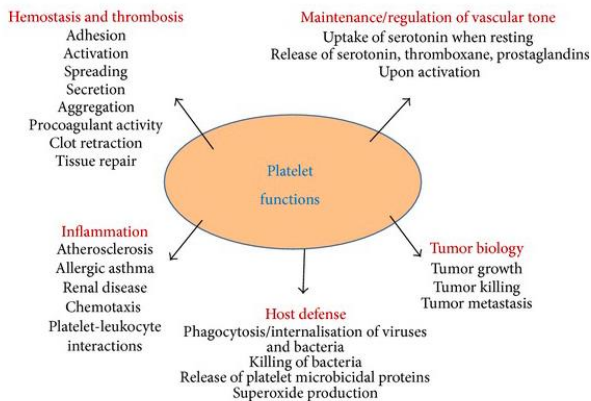 Hemostasis and thrombosis
Adhesion
Activation
Spreading
Secretion
Aggregation
Procoagulant activity
Clot retraction
Tissue repair
Maintenance/regulation of vascular tone
Uptake of serotonin when resting
Release of serotonin, thromboxane, prostaglandins
Upon activation
Platelet
functions
Inflammation
Atherosclerosis
Allergic asthma
Renal disease
Chemotaxis
Platelet-leukocyte
interactions
Host defense
Phagocytosis/internalisation of viruses
and bacteria
Killing of bacteria
Release of platelet microbicidal proteins
Superoxide production
Tumor biology
Tumor growth
Tumor killing
Tumor metastasis